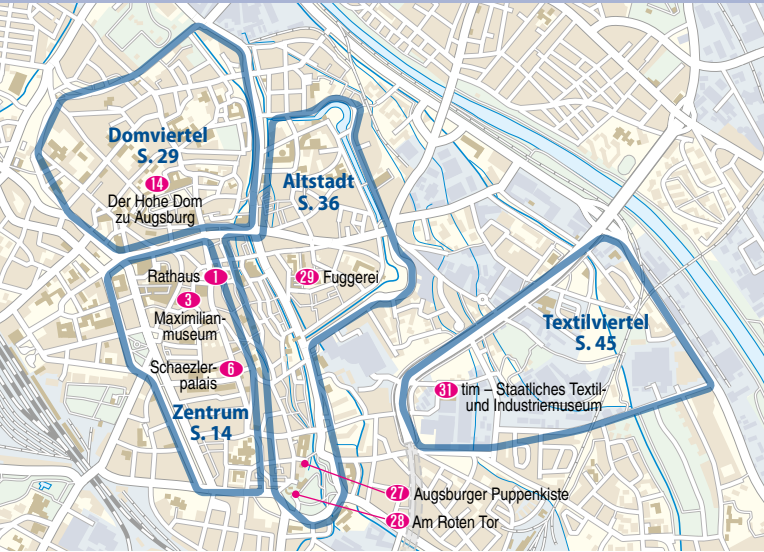 Domviertel
S. 29
14
Der Hohe Dom
zu Augsburg
Altstadt
S. 36
Rathaus 1
3
Maximilian-
museum
29 Fuggerei
Schaezler- 6
palais
Zentrum
S. 14
Textilviertel
S. 45
31 tim – Staatliches Textil-
und Industriemuseum
27 Augsburger Puppenkiste
28 Am Roten Tor